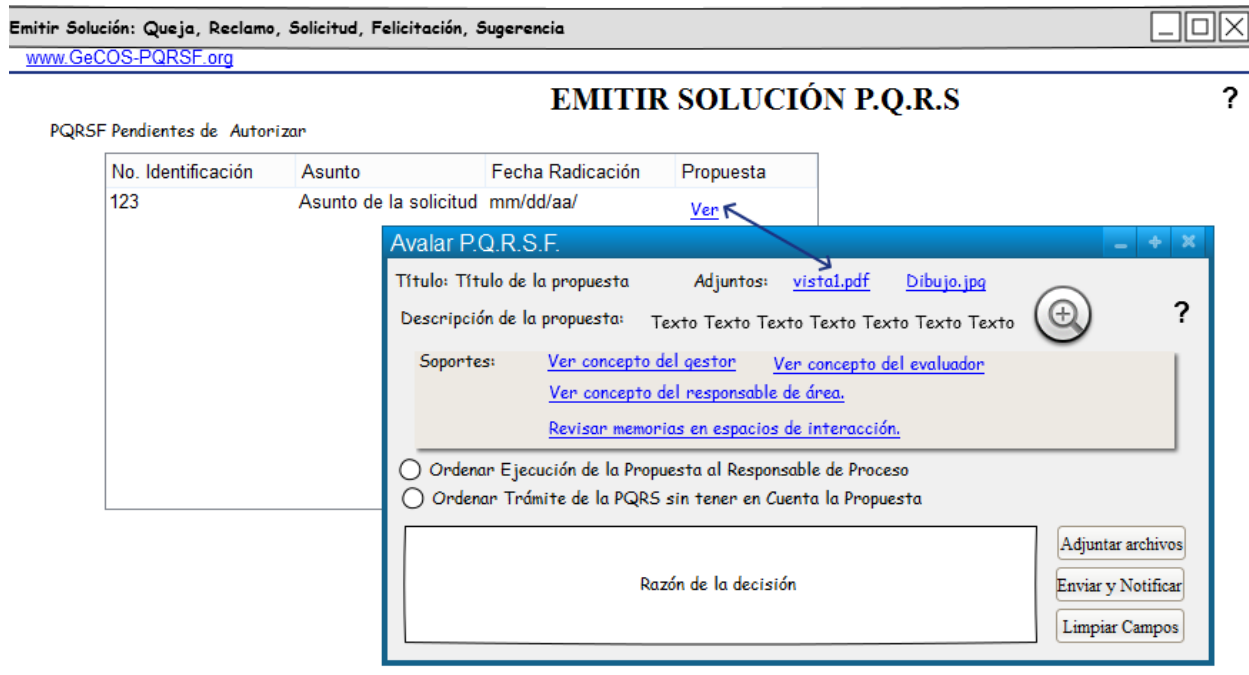 Emitir Solución: Queja, Reclamo, Solicitud, Felicitación, Sugerencia
www.GeCOS-PQRSF.org
EMITIR SOLUCIÓN P.Q.R.S ?
PQRSF Pendientes de Autorizar
No. Identificación Asunto Fecha Radicación Propuesta
123 Asunto de la solicitud mm/dd/aa/ Ver
Avalar P.Q.R.S.F.
Título: Título de la propuesta Adjuntos: vista1.pdf Dibujo.jpg
Descripción de la propuesta: Texto Texto Texto Texto Texto Texto Texto ?
Soportes: Ver concepto del gestor Ver concepto del evaluador
Ver concepto del responsable de área.
Revisar memorias en espacios de interacción.
Ordenar Ejecución de la Propuesta al Responsable de Proceso
Ordenar Trámite de la PQRS sin tener en Cuenta la Propuesta
Adjuntar archivos
Razón de la decisión Enviar y Notificar
Limpiar Campos